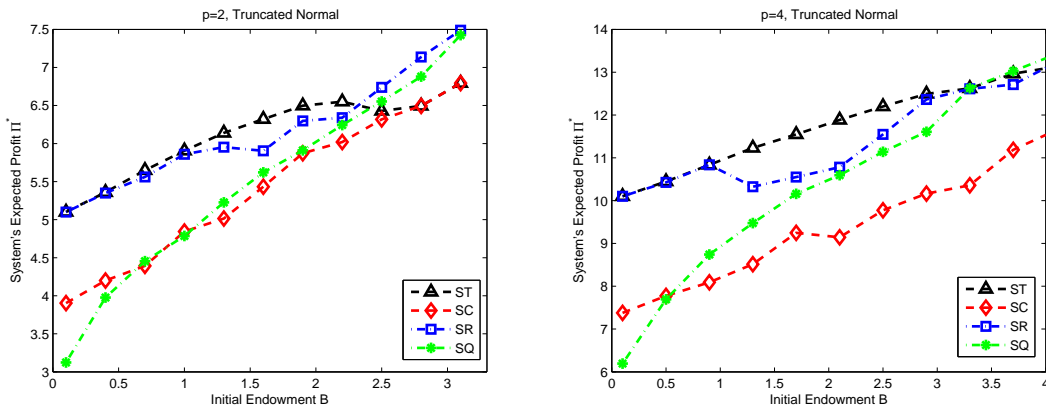 p=2, Truncated Normal
System's Expected Profit Π*
7.5
7
6.5
6
5.5
5
4.5
4
3.5
3
0 0.5 1 1.5 2 2.5 3
Initial Endowment B
ST
SC
SR
SQ
p=4, Truncated Normal
System's Expected Profit Π*
14
13
12
11
10
9
8
7
6
0 0.5 1 1.5 2 2.5 3 3.5 4
Initial Endowment B
ST
SC
SR
SQ